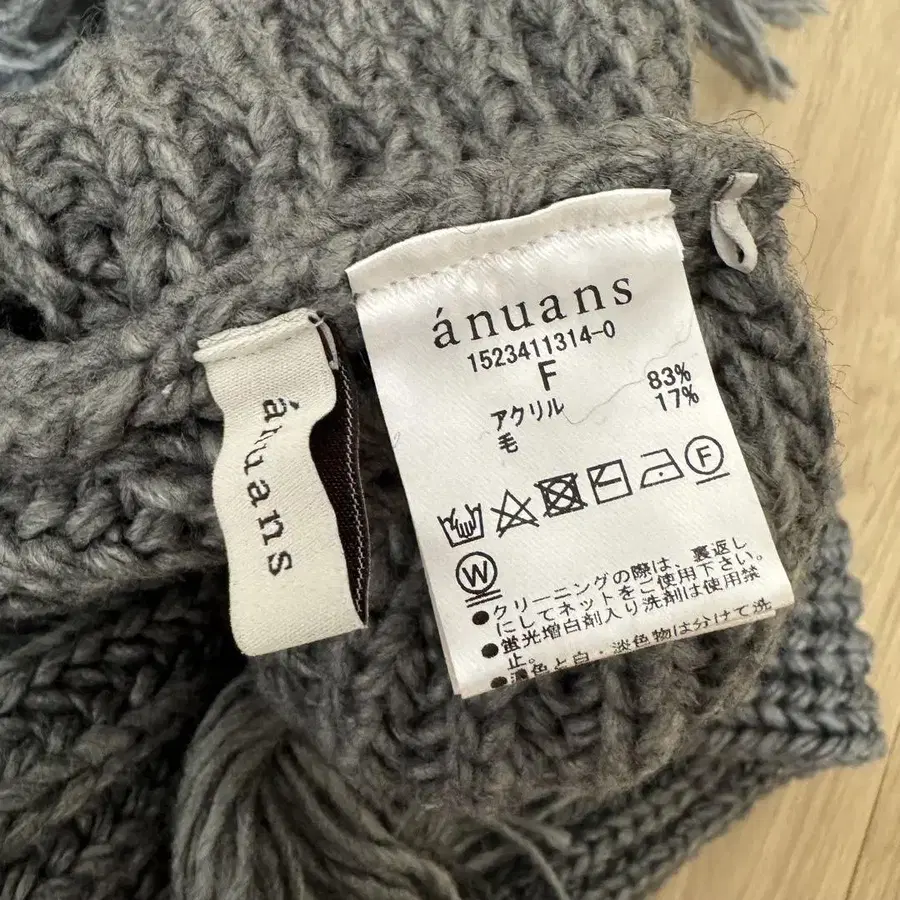 ánuans
ánuans
1523411314-0
F
アクリル 83%
毛 17%
F
W
●クリーニングの際は、裏返し
にしてネットをご使用下さい。
●蛍光増白剤入り洗剤は使用禁
止。
●濃色と白・淡色物は分けて洗